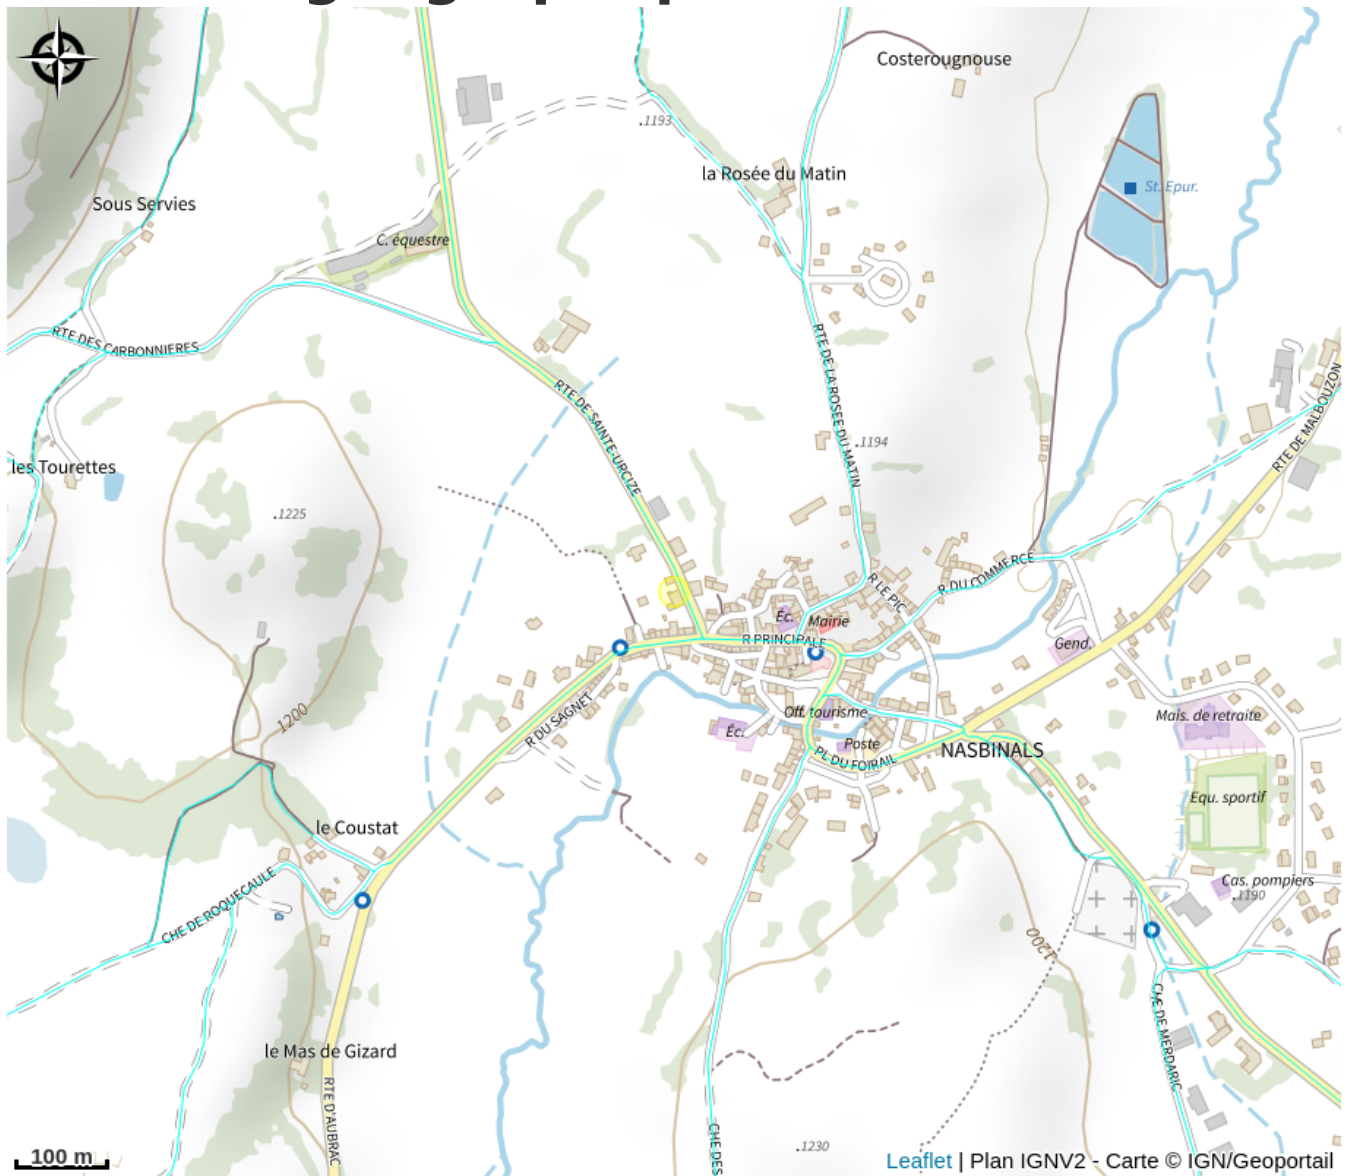 Costerougnouse
.1193
la Rosée du Matin
St. Epur.
Sous Servies
C. équestre
RTE DES CARBONNIERES
RTE DE SAINTE-URCIZE
RTE DE LA ROSEE DU MATIN
RTE DE MALBOUZON
.1194
les Tourettes
.1225
R DU COMMERCE
R LE PIC
Éc.
Mairie
R PRINCIPALE
Gend.
1200
R DU SAGNET
Off. tourisme
Mais. de retraite
Éc.
Poste
NASBINALS
PL DU FOIRAIL
Equ. sportif
le Coustat
CHE DE ROQUECAULE
Cas. pompiers
.1190
1200
CHE DE MERDARIC
le Mas de Gizard
RTE D'AUBRAC
CHE DES
.1230
100 m
Leaflet | Plan IGNV2 - Carte © IGN/Geoportail